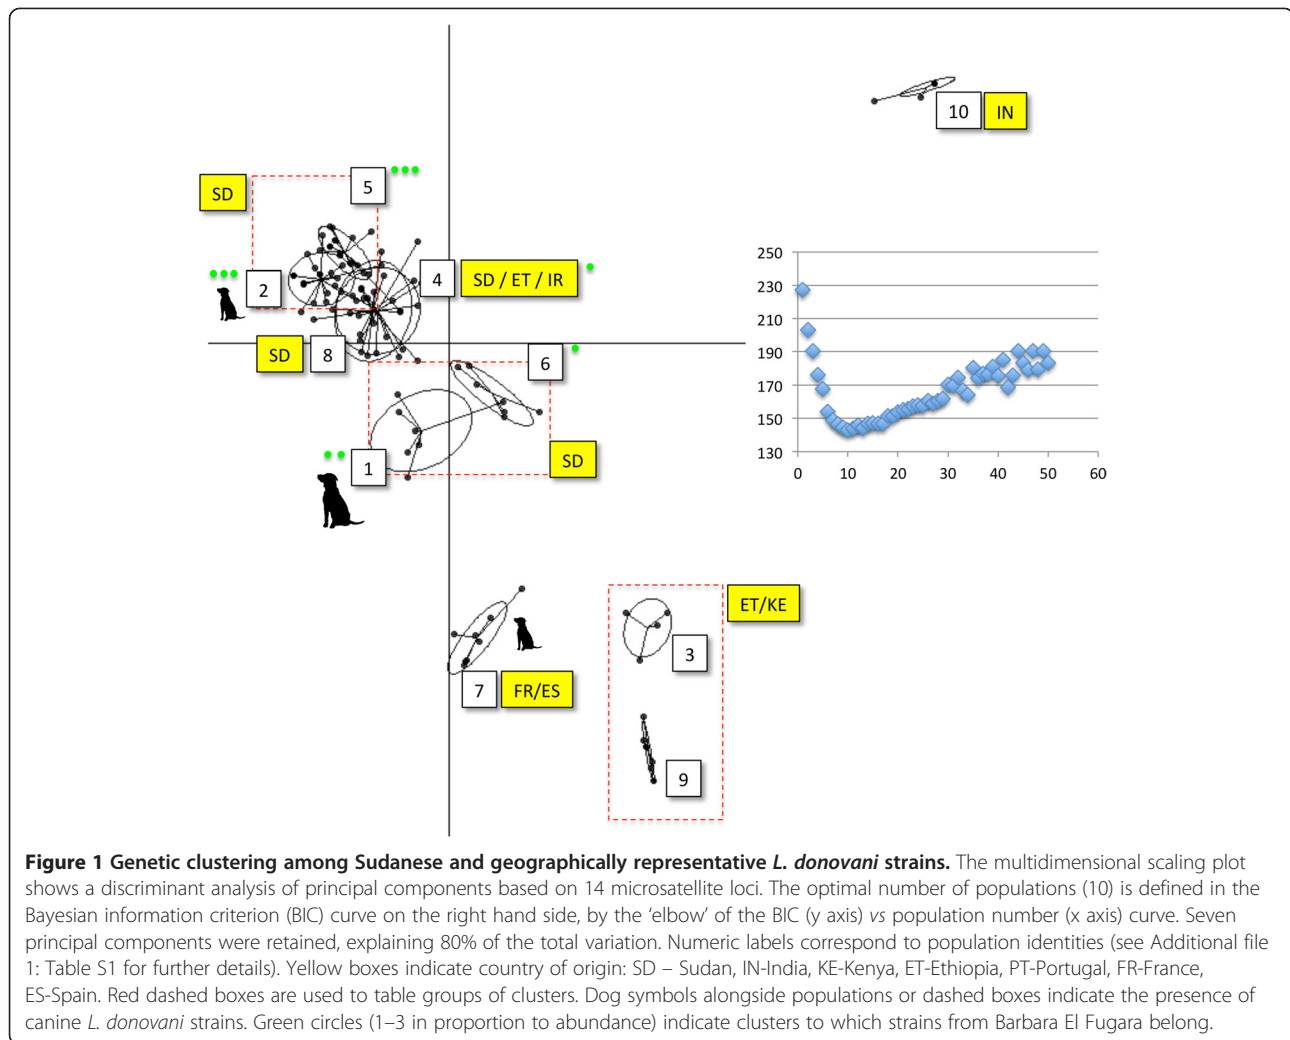 10 IN
5
SD
2
4 SD / ET / IR
SD 8
6
1
SD
250
230
210
190
170
150
130
0 10 20 30 40 50 60
ET/KE
3
7 FR/ES
9
Figure 1 Genetic clustering among Sudanese and geographically representative L. donovani strains. The multidimensional scaling plot
shows a discriminant analysis of principal components based on 14 microsatellite loci. The optimal number of populations (10) is defined in the
Bayesian information criterion (BIC) curve on the right hand side, by the ‘elbow’ of the BIC (y axis) vs population number (x axis) curve. Seven
principal components were retained, explaining 80% of the total variation. Numeric labels correspond to population identities (see Additional file
1: Table S1 for further details). Yellow boxes indicate country of origin: SD – Sudan, IN-India, KE-Kenya, ET-Ethiopia, PT-Portugal, FR-France,
ES-Spain. Red dashed boxes are used to table groups of clusters. Dog symbols alongside populations or dashed boxes indicate the presence of
canine L. donovani strains. Green circles (1–3 in proportion to abundance) indicate clusters to which strains from Barbara El Fugara belong.